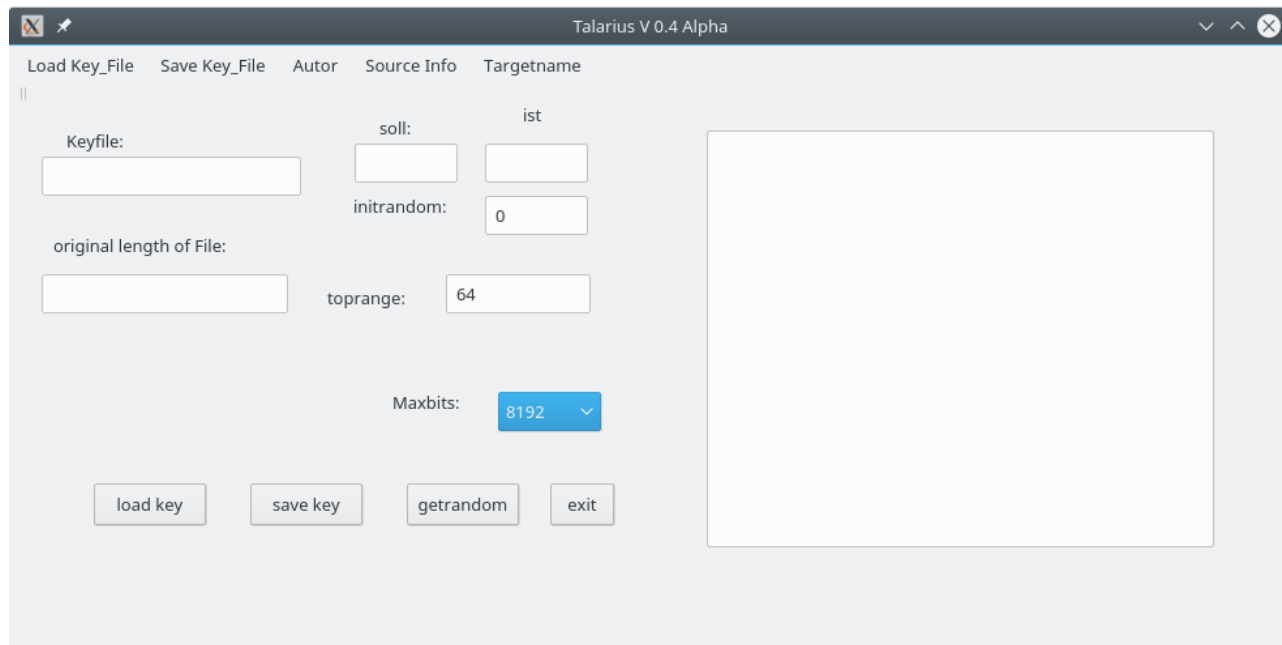 Talarius V 0.4 Alpha
Load Key_File Save Key_File Autor Source Info Targetname
Keyfile: soll: ist
initrandom: 0
original length of File:
toprange: 64
Maxbits: 8192
load key save key getrandom exit